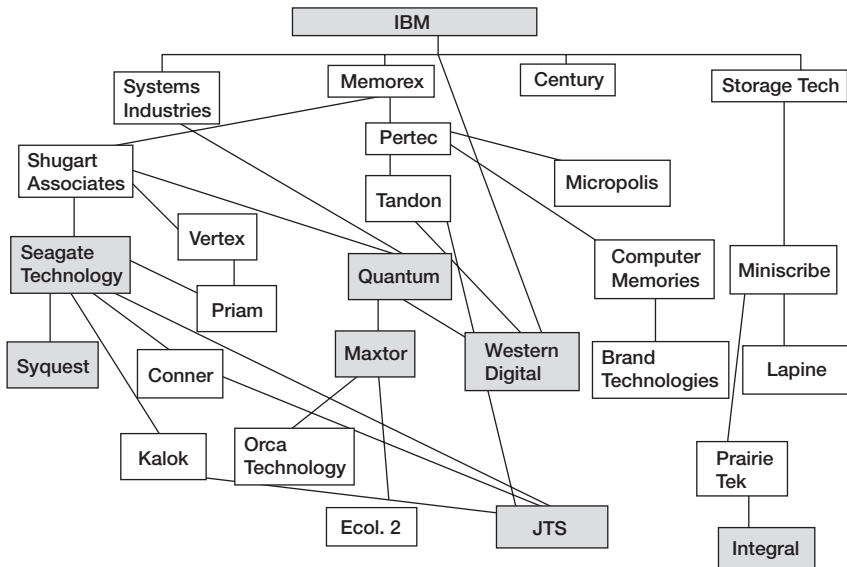 IBM
Systems
Industries
Memorex
Century
Storage Tech
Pertec
Shugart
Associates
Micropolis
Tandon
Vertex
Seagate
Technology
Computer
Memories
Quantum
Miniscribe
Priam
Syquest
Conner
Maxtor
Western
Digital
Brand
Technologies
Lapine
Kalok
Orca
Technology
Prairie
Tek
Ecol. 2
JTS
Integral